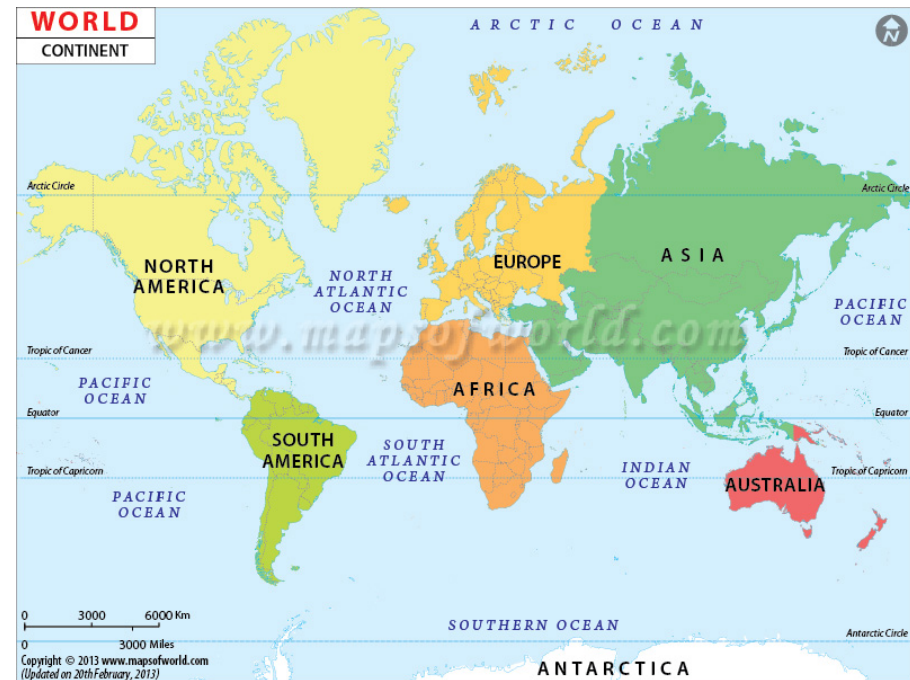 WORLD
CONTINENT
ARCTIC OCEAN
N
Arctic Circle
Arctic Circle
NORTH
AMERICA
EUROPE
ASIA
NORTH
ATLANTIC
OCEAN
PACIFIC
OCEAN
www.mapsofworld.com
Tropic of Cancer
Tropic of Cancer
PACIFIC
OCEAN
AFRICA
Equator
Equator
SOUTH
AMERICA
SOUTH
ATLANTIC
OCEAN
INDIAN
OCEAN
Tropic of Capricorn
Tropic of Capricorn
AUSTRALIA
PACIFIC
OCEAN
0 3000 6000 Km
0 3000 Miles
SOUTHERN OCEAN
Antarctic Circle
ANTARCTICA
Copyright © 2013 www.mapsofworld.com
(Updated on 20th February, 2013)